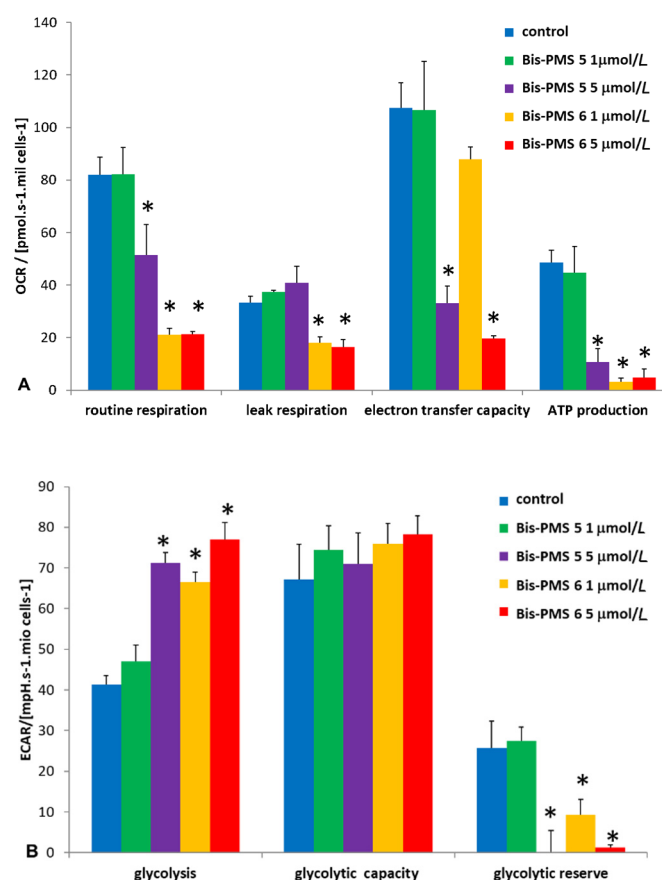 140
120
100
80
60
40
20
0
OCR / [pmol.s-1.mil cells-1]
control
Bis-PMS 5 1μmol/L
Bis-PMS 5 5 μmol/L
Bis-PMS 6 1 μmol/L
Bis-PMS 6 5 μmol/L
*
*
*
*
*
*
*
*
*
*
A
routine respiration
leak respiration
electron transfer capacity
ATP production
90
80
70
60
50
40
30
20
10
0
ECAR/[mpH.s-1.mio cells-1]
control
Bis-PMS 5 1 μmol/L
Bis-PMS 5 5 μmol/L
Bis-PMS 6 1 μmol/L
Bis-PMS 6 5 μmol/L
*
*
*
*
*
*
B
glycolysis
glycolytic capacity
glycolytic reserve